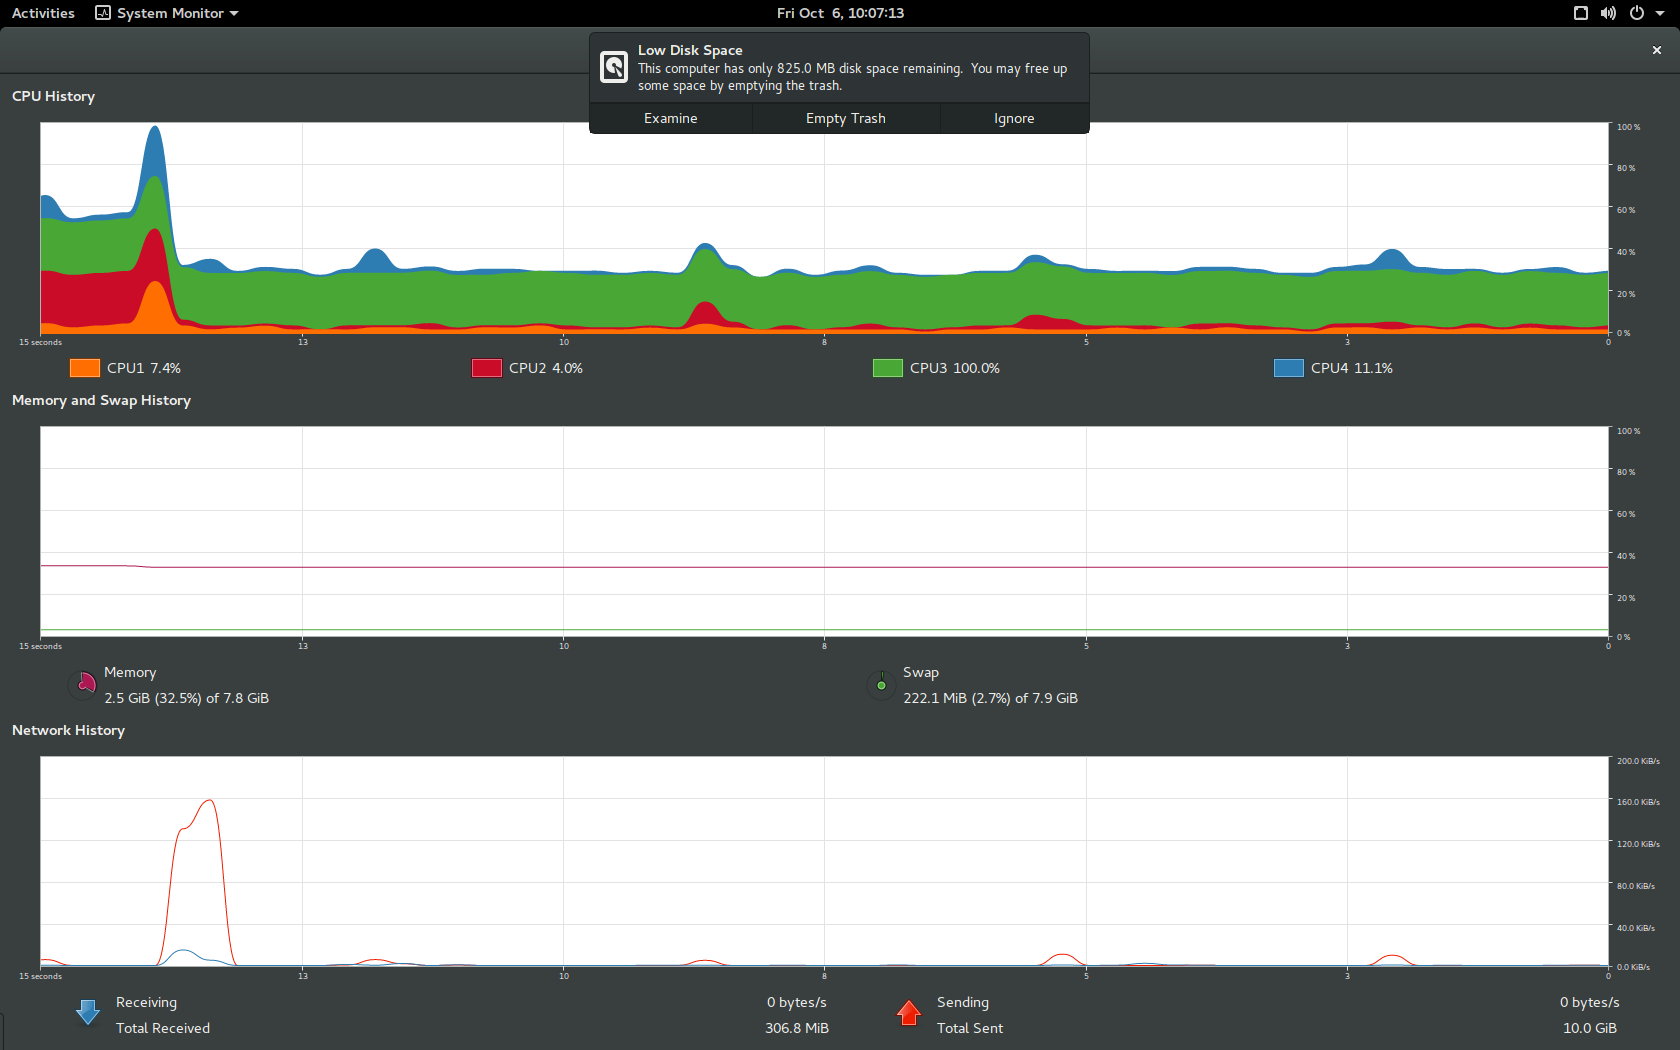 Activities System Monitor Fri Oct 6, 10:07:13
Low Disk Space
This computer has only 825.0 MB disk space remaining. You may free up
some space by emptying the trash.
Examine Empty Trash Ignore
CPU History
100 %
80 %
60 %
40 %
20 %
0 %
15 seconds 13 10 8 5 3 0
CPU1 7.4% CPU2 4.0% CPU3 100.0% CPU4 11.1%
Memory and Swap History
100 %
80 %
60 %
40 %
20 %
0 %
15 seconds 13 10 8 5 3 0
Memory
2.5 GiB (32.5%) of 7.8 GiB
Swap
222.1 MiB (2.7%) of 7.9 GiB
Network History
200.0 KiB/s
160.0 KiB/s
120.0 KiB/s
80.0 KiB/s
40.0 KiB/s
0.0 KiB/s
15 seconds 13 10 8 5 3 0
Receiving 0 bytes/s
Total Received 306.8 MiB
Sending 0 bytes/s
Total Sent 10.0 GiB